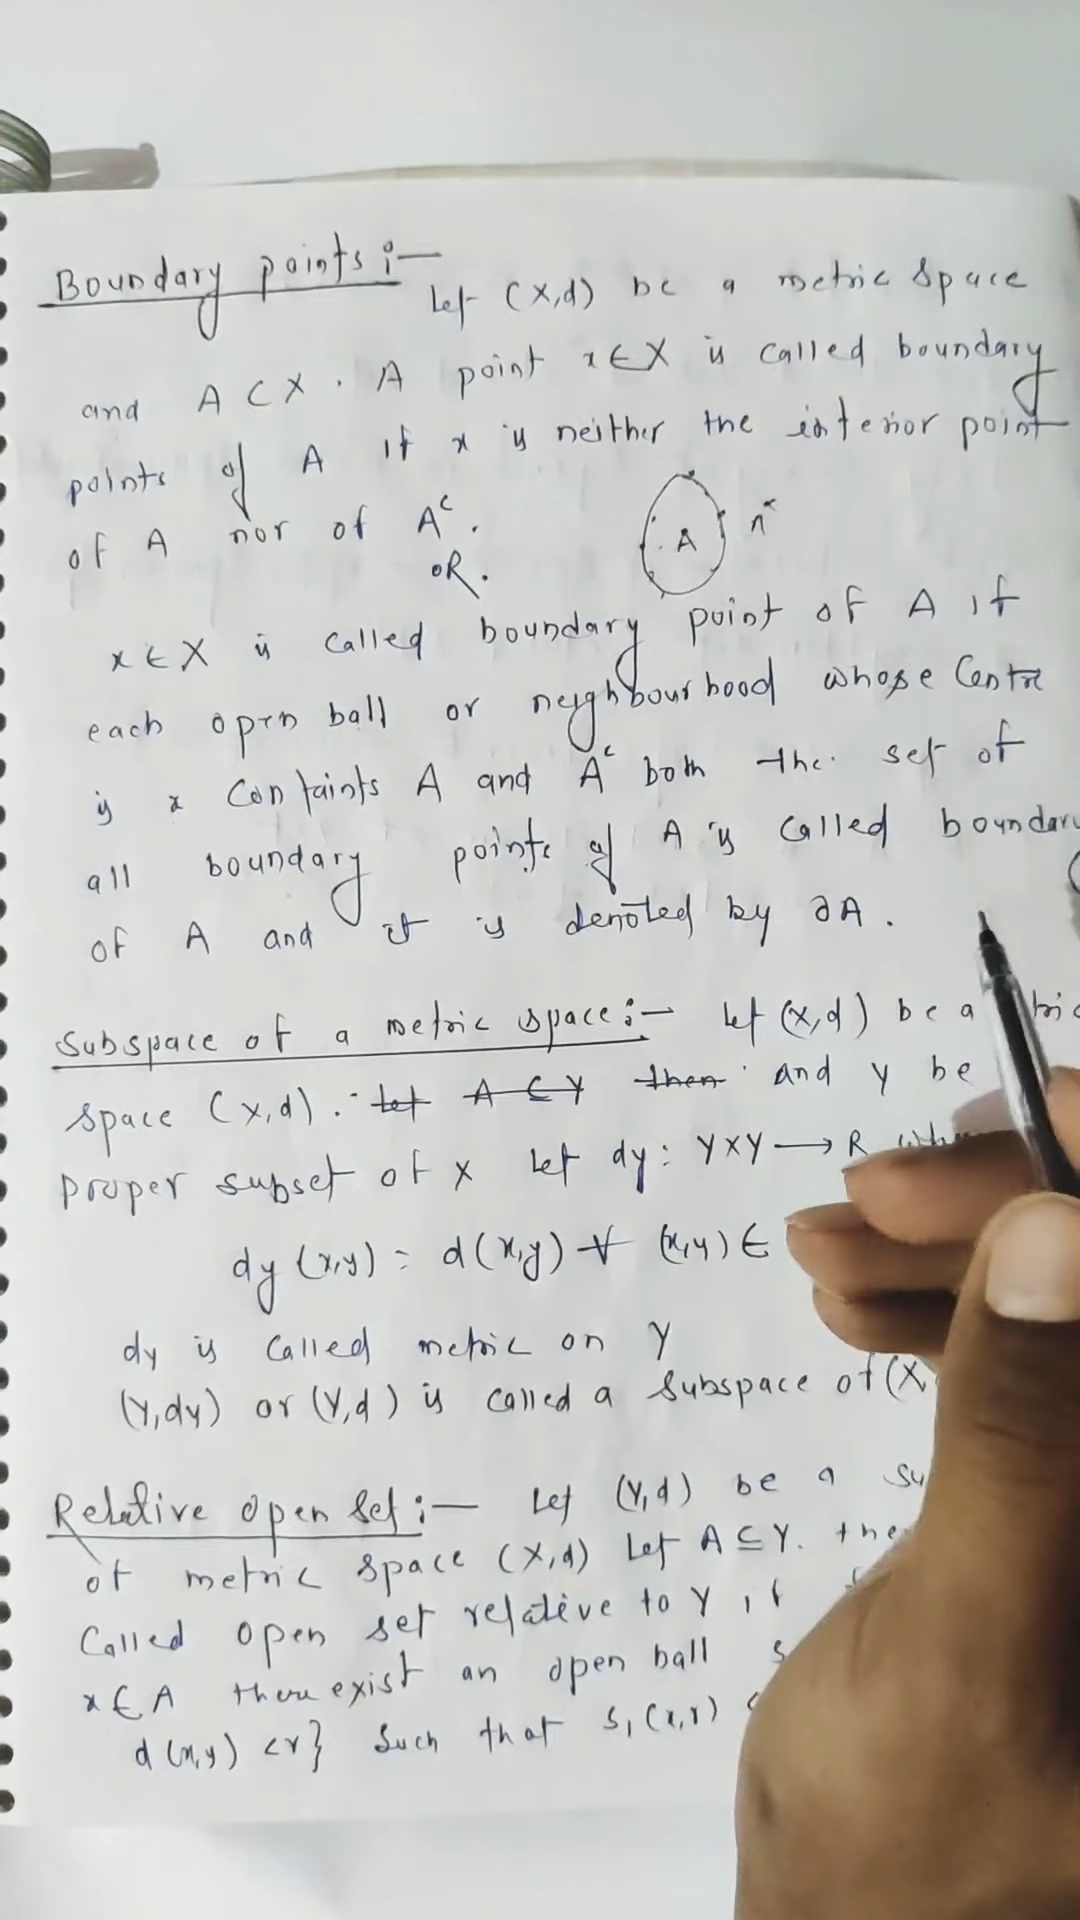 Boundary points :-
Let (X,d) be a metric space
and A ⊂ X . A point x∈X is called boundary
points of A if x is neither the interior point
of A nor of Aᶜ.
A
OR.
x∈X is called boundary point of A if
each open ball or neighbourhood whose Centre
is x Containts A and Aᶜ both the set of
all boundary points of A is called boundary
of A and it is denoted by ∂A.
Subspace of a metric space :- Let (X,d) be a
space (X,d). Let A ⊆ Y then and y be
proper subset of X Let dy : Y×Y → R
dy (x,y) = d(x,y) ∀ (x,y) ∈
dy is called metric on Y
(Y,dy) or (Y,d) is called a subspace of (X,
Relative open set :- Let (Y,d) be a
of metric space (X,d) Let A ⊆ Y.
Called open set relative to Y if
x∈A there exist an open ball
d(x,y) <r} Such that S₁(x,r)